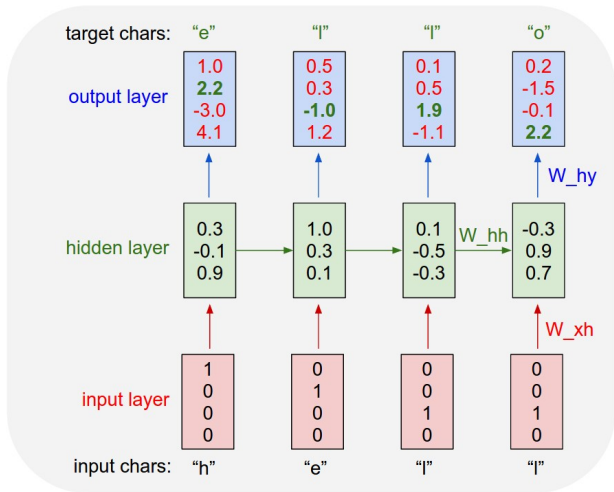 target chars: “e” “l” “l” “o”
output layer
1.0 0.5 0.1 0.2
2.2 0.3 0.5 -1.5
-3.0 -1.0 1.9 -0.1
4.1 1.2 -1.1 2.2
W_hy
hidden layer
0.3 1.0 0.1 -0.3
-0.1 0.3 -0.5 0.9
0.9 0.1 -0.3 0.7
W_hh
W_xh
input layer
1 0 0 0
0 1 0 0
0 0 1 1
0 0 0 0
input chars: “h” “e” “l” “l”